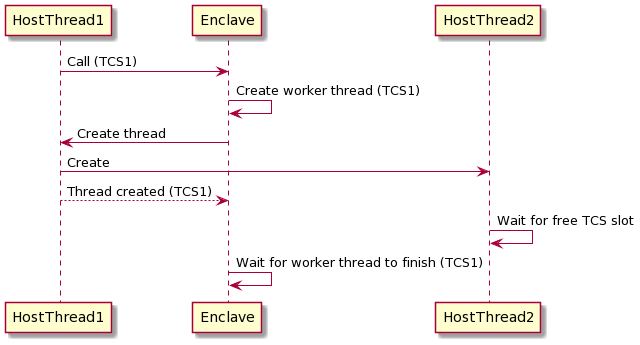 HostThread1 Enclave HostThread2
Call (TCS1)
Create worker thread (TCS1)
Create thread
Create
Thread created (TCS1)
Wait for free TCS slot
Wait for worker thread to finish (TCS1)
HostThread1 Enclave HostThread2